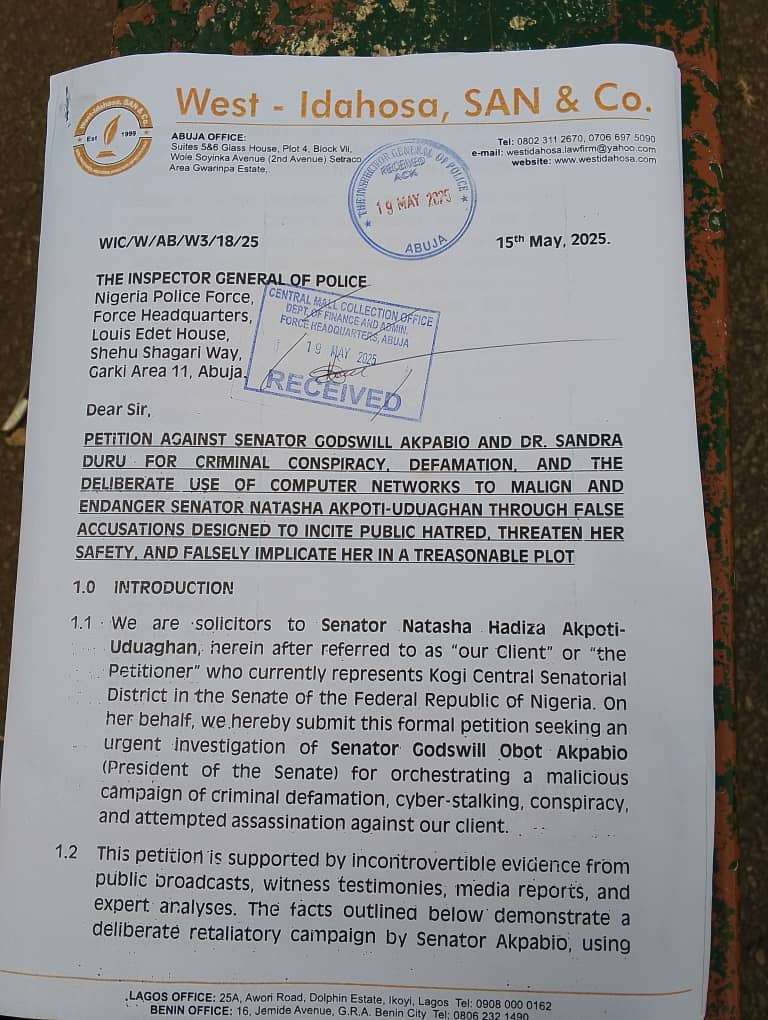 West - Idahosa, SAN & Co.
West-Idahosa, SAN & Co.
Est 1999
ABUJA OFFICE:
Suites 5&6 Glass House, Plot 4, Block Vii,
Wole Soyinka Avenue (2nd Avenue) Setraco
Area Gwarinpa Estate,
Tel: 0802 311 2670, 0706 697 5090
e-mail: westidahosa.lawfirm@yahoo.com
website: www.westidahosa.com
THE INSPECTOR GENERAL OF POLICE
RECEIVED
ACK
19 MAY 2025
ABUJA
WIC/W/AB/W3/18/25
15th May, 2025.
THE INSPECTOR GENERAL OF POLICE
Nigeria Police Force,
Force Headquarters,
Louis Edet House,
Shehu Shagari Way,
Garki Area 11, Abuja.
CENTRAL MALL COLLECTION OFFICE
DEPT. OF FINANCE AND ADMIN.
FORCE HEADQUARTERS, ABUJA
19 MAY 2025
RECEIVED
Dear Sir,
PETITION AGAINST SENATOR GODSWILL AKPABIO AND DR. SANDRA
DURU FOR CRIMINAL CONSPIRACY, DEFAMATION, AND THE
DELIBERATE USE OF COMPUTER NETWORKS TO MALIGN AND
ENDANGER SENATOR NATASHA AKPOTI-UDUAGHAN THROUGH FALSE
ACCUSATIONS DESIGNED TO INCITE PUBLIC HATRED, THREATEN HER
SAFETY, AND FALSELY IMPLICATE HER IN A TREASONABLE PLOT
1.0 INTRODUCTION
1.1 We are solicitors to Senator Natasha Hadiza Akpoti-
Uduaghan, herein after referred to as “our Client” or “the
Petitioner” who currently represents Kogi Central Senatorial
District in the Senate of the Federal Republic of Nigeria. On
her behalf, we hereby submit this formal petition seeking an
urgent investigation of Senator Godswill Obot Akpabio
(President of the Senate) for orchestrating a malicious
campaign of criminal defamation, cyber-stalking, conspiracy,
and attempted assassination against our client.
1.2 This petition is supported by incontrovertible evidence from
public broadcasts, witness testimonies, media reports, and
expert analyses. The facts outlined below demonstrate a
deliberate retaliatory campaign by Senator Akpabio, using
LAGOS OFFICE: 25A, Awori Road, Dolphin Estate, Ikoyi, Lagos Tel: 0908 000 0162
BENIN OFFICE: 16, Jemide Avenue, G.R.A. Benin City Tel: 0806 232 1490